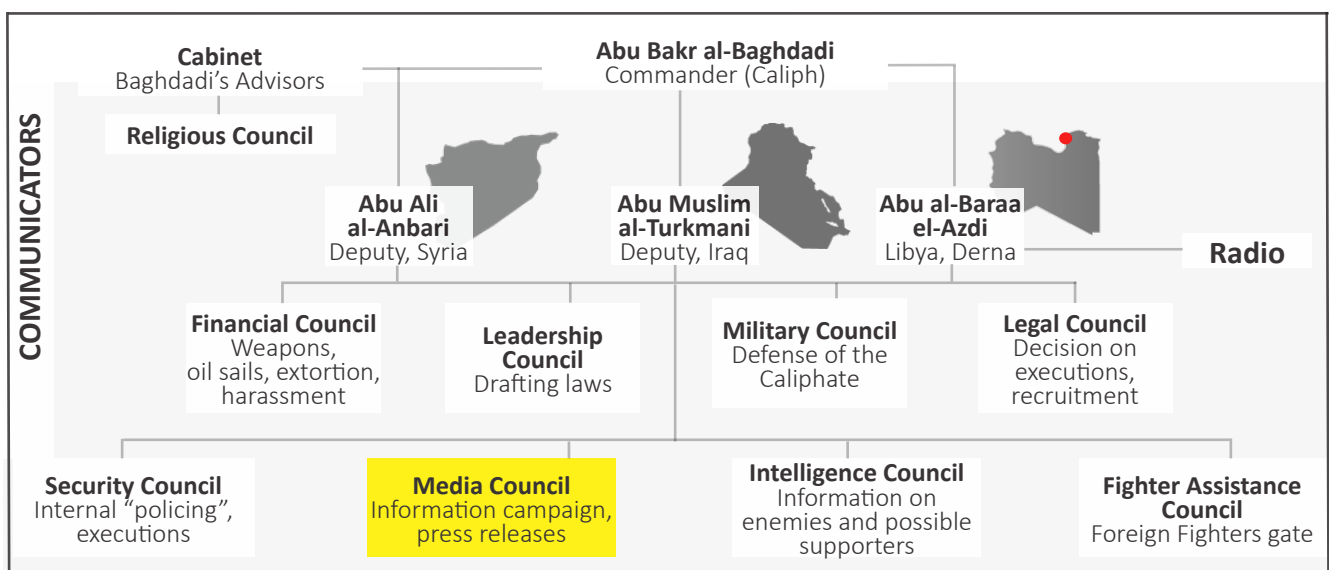 COMMUNICATORS
Cabinet
Baghdadi’s Advisors
Religious Council
Abu Bakr al-Baghdadi
Commander (Caliph)
Abu Ali
al-Anbari
Deputy, Syria
Abu Muslim
al-Turkmani
Deputy, Iraq
Abu al-Baraa
el-Azdi
Libya, Derna
Radio
Financial Council
Weapons,
oil sails, extortion,
harassment
Leadership
Council
Drafting laws
Military Council
Defense of the
Caliphate
Legal Council
Decision on
executions,
recruitment
Security Council
Internal “policing”,
executions
Media Council
Information campaign,
press releases
Intelligence Council
Information on
enemies and possible
supporters
Fighter Assistance
Council
Foreign Fighters gate